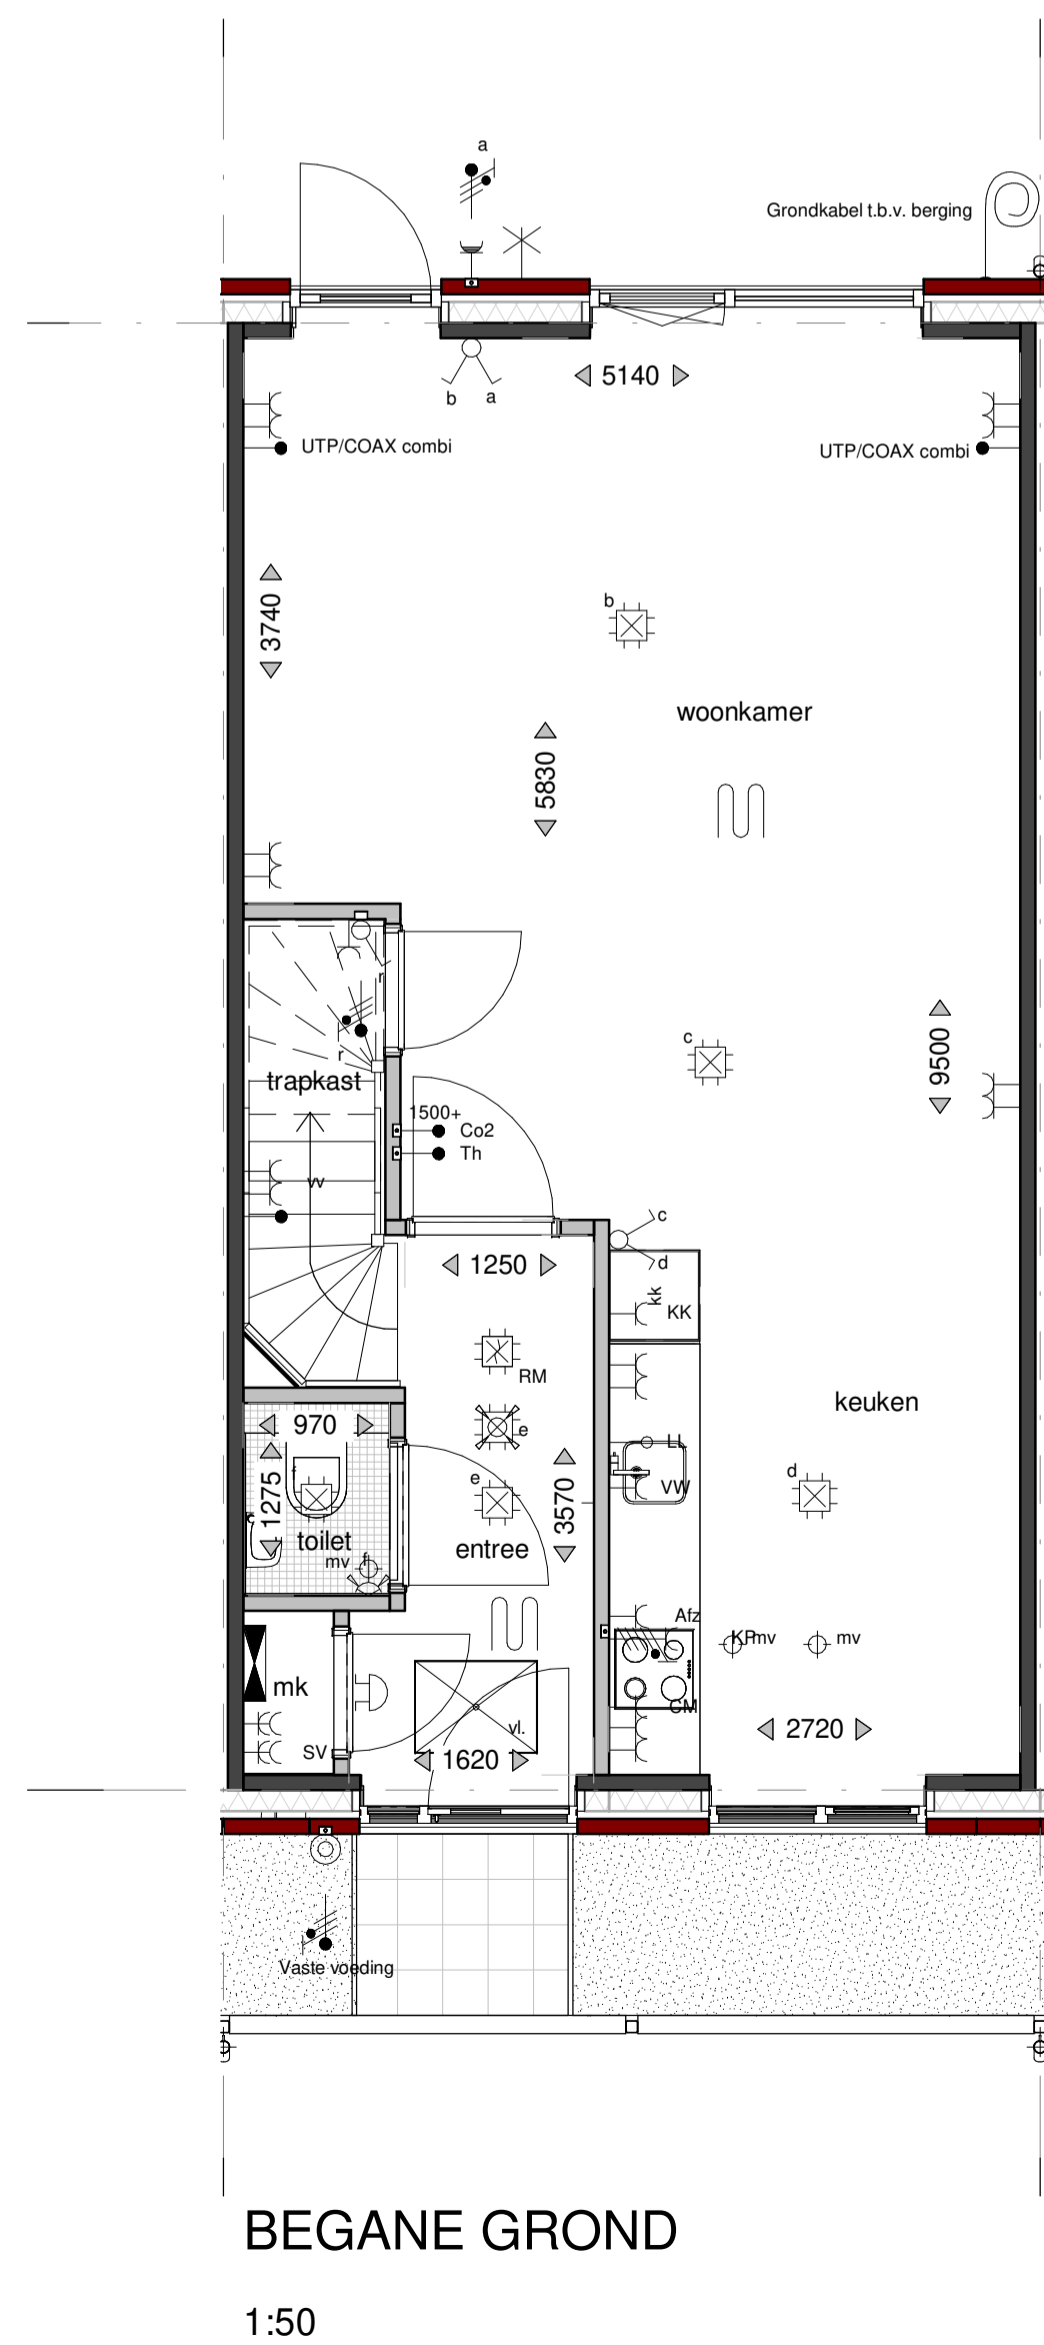 a
Grondkabel t.b.v. berging
5140
b
a
UTP/COAX combi
UTP/COAX combi
3740
b
woonkamer
5830
r
r
c
9500
trapkast
1500+
Co2
Th
vv
c
1250
d
kk
KK
RM
keuken
970
e
LL
1275
e
VW
d
3570
f
toilet
entree
mv
f
Afz
KP
mv
mv
mk
CM
vl.
2720
SV
1620
Vaste voeding
BEGANE GROND
1:50